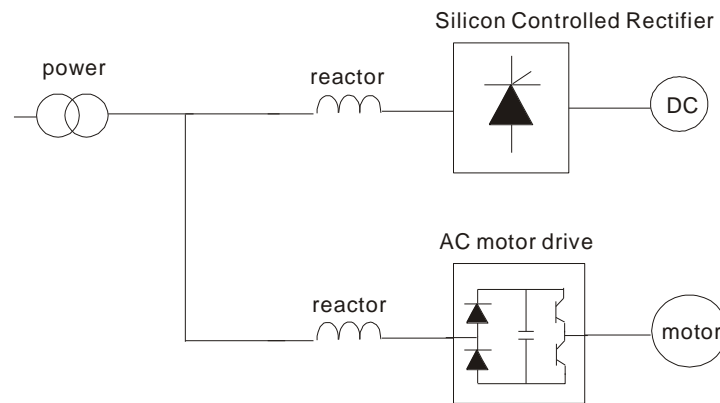 Silicon Controlled Rectifier
power
reactor
DC
AC motor drive
reactor
motor